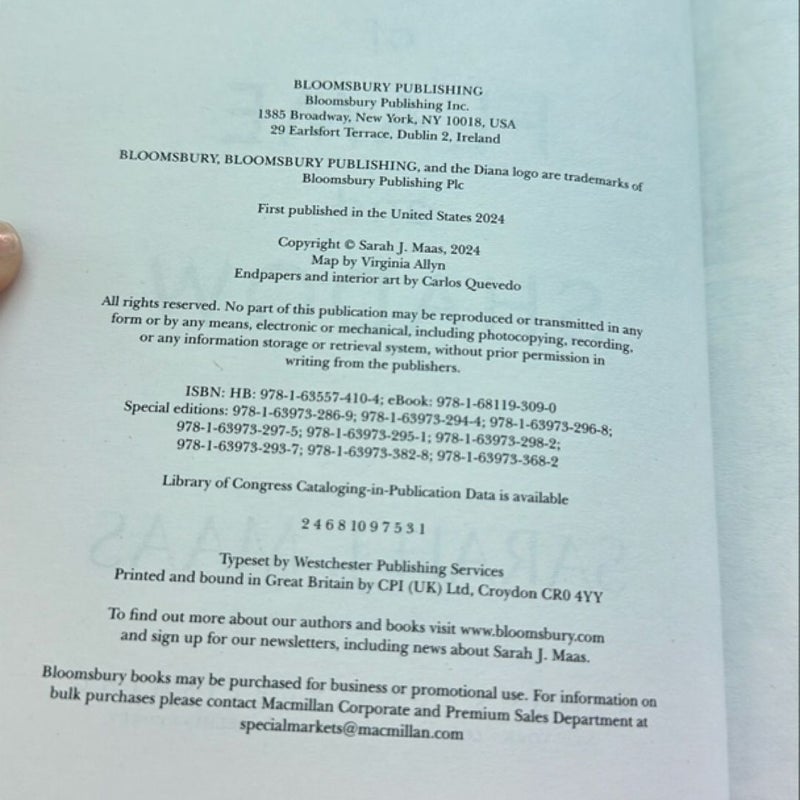 BLOOMSBURY PUBLISHING
Bloomsbury Publishing Inc.
1385 Broadway, New York, NY 10018, USA
29 Earlsfort Terrace, Dublin 2, Ireland
BLOOMSBURY, BLOOMSBURY PUBLISHING, and the Diana logo are trademarks of
Bloomsbury Publishing Plc
First published in the United States 2024
Copyright © Sarah J. Maas, 2024
Map by Virginia Allyn
Endpapers and interior art by Carlos Quevedo
All rights reserved. No part of this publication may be reproduced or transmitted in any
form or by any means, electronic or mechanical, including photocopying, recording,
or any information storage or retrieval system, without prior permission in
writing from the publishers.
ISBN: HB: 978-1-63557-410-4; eBook: 978-1-68119-309-0
Special editions: 978-1-63973-286-9; 978-1-63973-294-4; 978-1-63973-296-8;
978-1-63973-297-5; 978-1-63973-295-1; 978-1-63973-298-2;
978-1-63973-293-7; 978-1-63973-382-8; 978-1-63973-368-2
Library of Congress Cataloging-in-Publication Data is available
2 4 6 8 10 9 7 5 3 1
Typeset by Westchester Publishing Services
Printed and bound in Great Britain by CPI (UK) Ltd, Croydon CR0 4YY
To find out more about our authors and books visit www.bloomsbury.com
and sign up for our newsletters, including news about Sarah J. Maas.
Bloomsbury books may be purchased for business or promotional use. For information on
bulk purchases please contact Macmillan Corporate and Premium Sales Department at
specialmarkets@macmillan.com